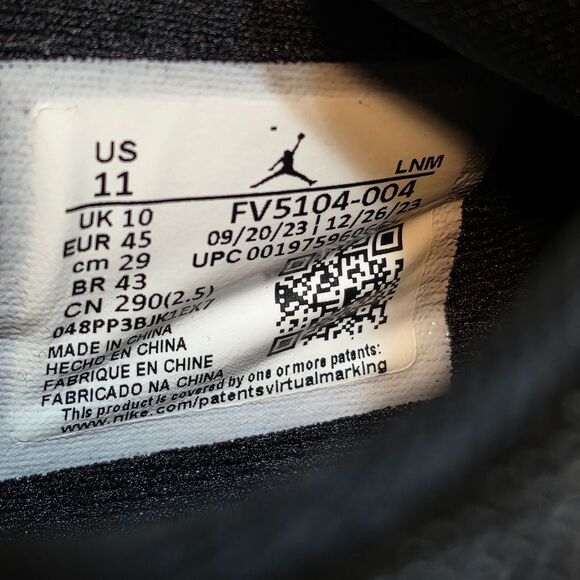 US
11
LNM
UK 10
FV5104-004
EUR 45
09/20/23 | 12/26/23
cm 29
UPC
BR 43
CN 290(2.5)
MADE IN CHINA
HECHO EN CHINA
FABRIQUE EN CHINE
FABRICADO NA CHINA
This product is covered by one or more patents:
www.nike.com/patentsvirtualmarking